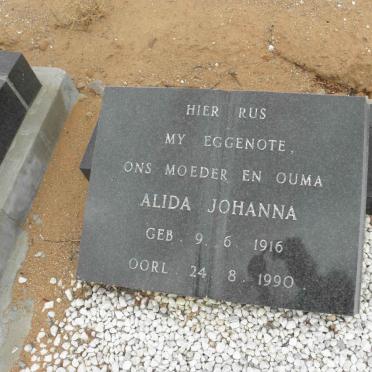 HIER RUS
MY EGGENOTE,
ONS MOEDER EN OUMA
ALIDA JOHANNA
GEB. 9. 6. 1916
OORL. 24. 8. 1990.